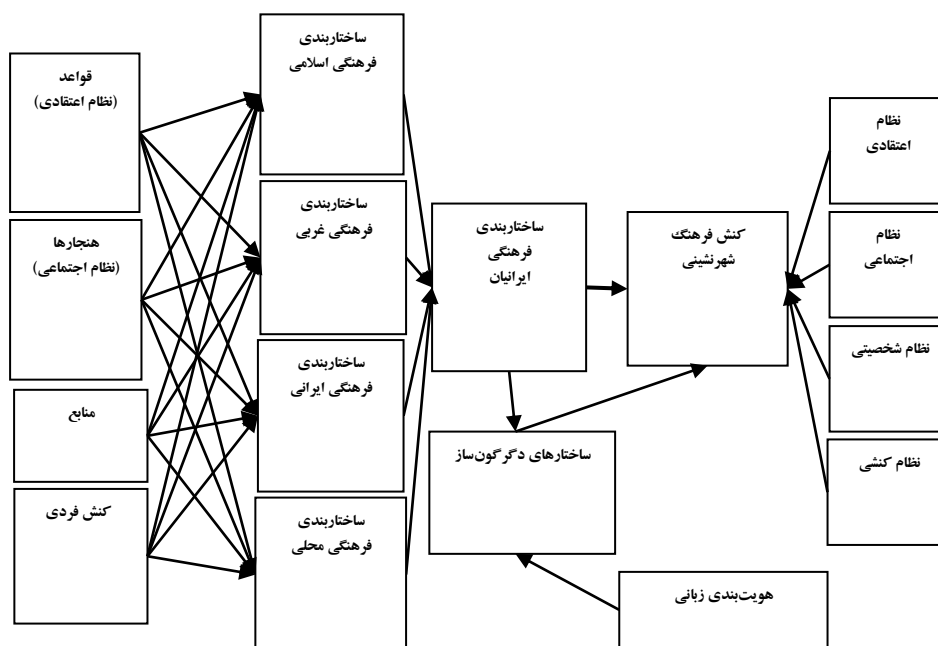 قواعد
(نظام اعتقادی)
هنجارها
(نظام اجتماعی)
منابع
کنش فردی
ساختاربندی
فرهنگی اسلامی
ساختاربندی
فرهنگی غربی
ساختاربندی
فرهنگی ایرانی
ساختاربندی
فرهنگی محلی
ساختاربندی
فرهنگی
ایرانیان
ساختارهای دگرگون‌ساز
کنش فرهنگ
شهرنشینی
هویت‌بندی زبانی
نظام
اعتقادی
نظام
اجتماعی
نظام شخصیتی
نظام کنشی